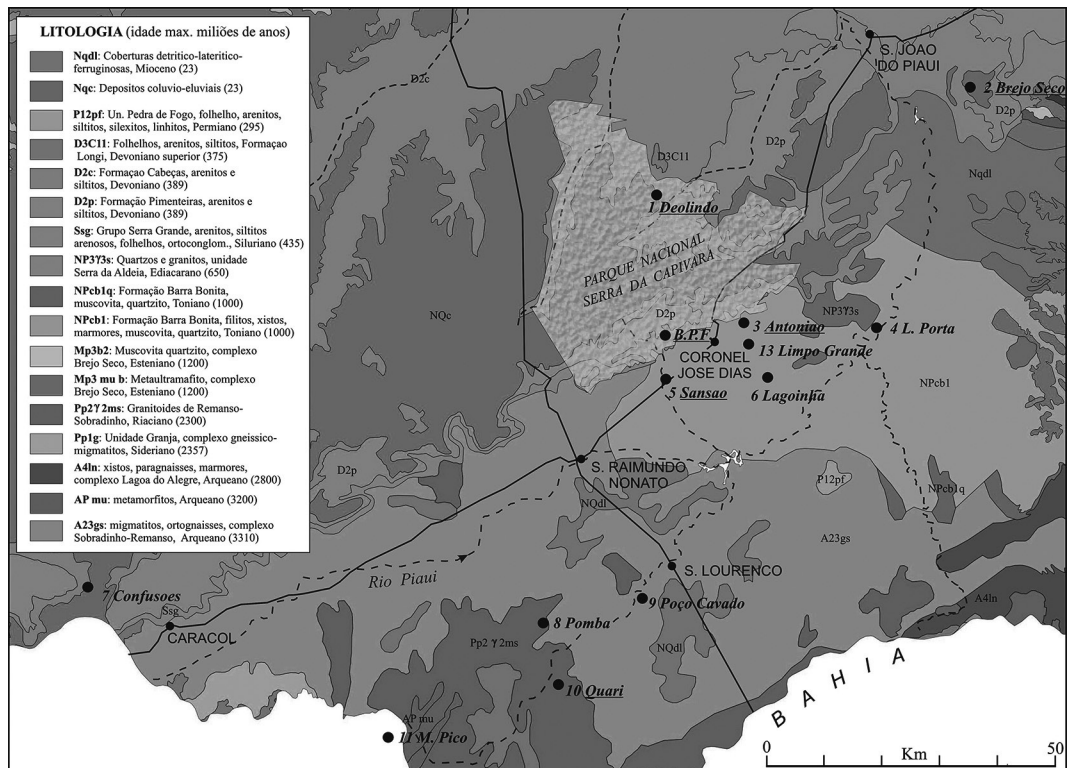 LITOLOGIA (idade max. miliões de anos)
Nqdl: Coberturas detritico-lateritico-
ferruginosas, Mioceno (23)
Nqc: Depositos coluvio-eluviais (23)
P12pf: Un. Pedra de Fogo, folhelho, arenitos,
siltitos, silexitos, linhitos, Permiano (295)
D3C11: Folhelhos, arenitos, siltitos, Formaçao
Longi, Devoniano superior (375)
D2c: Formaçao Cabeças, arenitos e
siltitos, Devoniano (389)
D2p: Formação Pimenteiras, arenitos e
siltitos, Devoniano (389)
Ssg: Grupo Serra Grande, arenitos, siltitos
arenosos, folhelhos, ortoconglom., Siluriano (435)
NP3γ3s: Quartzos e granitos, unidade
Serra da Aldeia, Ediacarano (650)
NPcb1q: Formação Barra Bonita,
muscovita, quartzito, Toniano (1000)
NPcb1: Formação Barra Bonita, filitos, xistos,
marmores, muscovita, quartzito, Toniano (1000)
Mp3b2: Muscovita quartzito, complexo
Brejo Seco, Esteniano (1200)
Mp3 mu b: Metaultramafito, complexo
Brejo Seco, Esteniano (1200)
Pp2γ 2ms: Granitoides de Remanso-
Sobradinho, Riaciano (2300)
Pp1g: Unidade Granja, complexo gneissico-
migmatitos, Sideriano (2357)
A4ln: xistos, paragnaisses, marmores,
complexo Lagoa do Alegre, Arqueano (2800)
AP mu: metamorfitos, Arqueano (3200)
A23gs: migmatitos, ortognaisses, complexo
Sobradinho-Remanso, Arqueano (3310)
S. JOAO
DO PIAUI
D2c
2 Brejo Seco
D2p
D2p
D3C11
Nqdl
1 Deolindo
PARQUE NACIONAL
SERRA DA CAPIVARA
NQc
D2p
NP3γ3s
B.P.F.
3 Antoniao
4 L. Porta
13 Limpo Grande
CORONEL
JOSE DIAS
5 Sansao
6 Lagoinha
NPcb1
D2p
S. RAIMUNDO
NONATO
P12pf
NPcb1q
NQdl
A23gs
Rio Piaui
S. LOURENCO
7 Confusoes
Ssg
9 Poço Cavado
A4ln
CARACOL
8 Pomba
Pp2 γ 2ms
NQdl
BAHIA
10 Quari
AP mu
11 M. Pico
0 Km 50